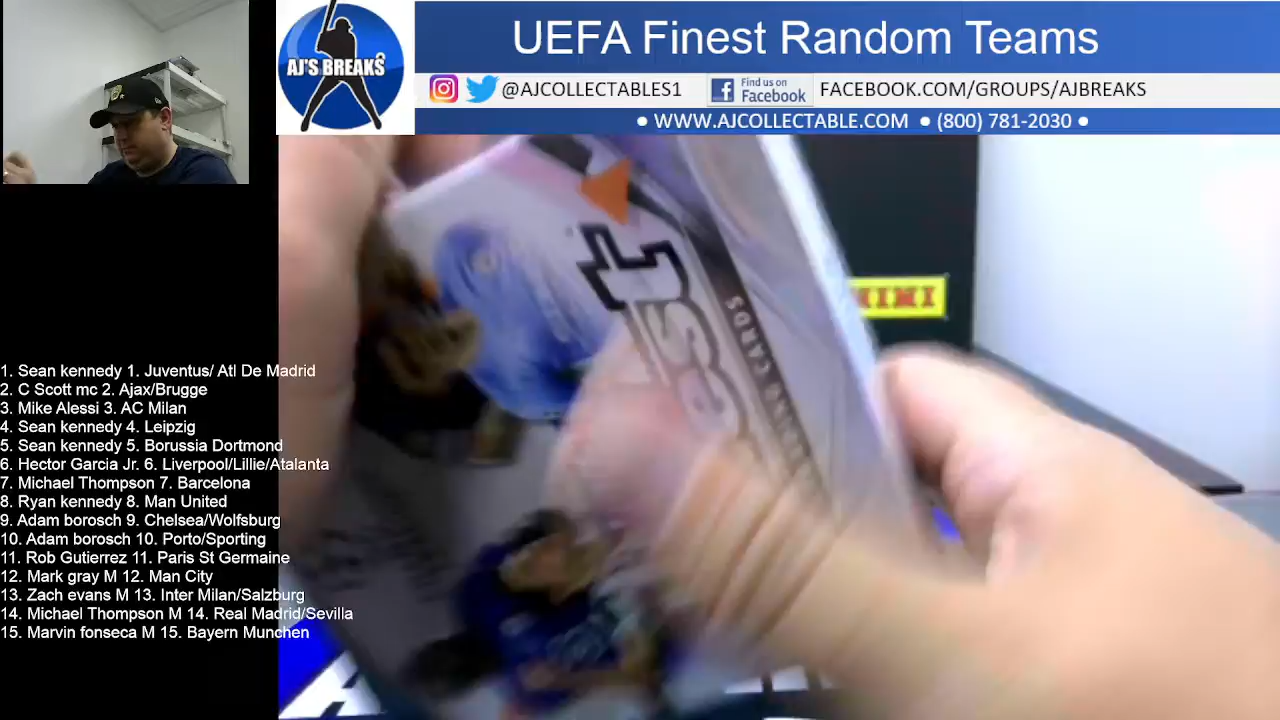 AJ'S BREAKS
UEFA Finest Random Teams
@AJCOLLECTABLES1
Find us on
Facebook
FACEBOOK.COM/GROUPS/AJBREAKS
• WWW.AJCOLLECTABLE.COM • (800) 781-2030 •
1. Sean kennedy 1. Juventus/ Atl De Madrid
2. C Scott mc 2. Ajax/Brugge
3. Mike Alessi 3. AC Milan
4. Sean kennedy 4. Leipzig
5. Sean kennedy 5. Borussia Dortmond
6. Hector Garcia Jr. 6. Liverpool/Lillie/Atalanta
7. Michael Thompson 7. Barcelona
8. Ryan kennedy 8. Man United
9. Adam borosch 9. Chelsea/Wolfsburg
10. Adam borosch 10. Porto/Sporting
11. Rob Gutierrez 11. Paris St Germaine
12. Mark gray M 12. Man City
13. Zach evans M 13. Inter Milan/Salzburg
14. Michael Thompson M 14. Real Madrid/Sevilla
15. Marvin fonseca M 15. Bayern Munchen
CARDS